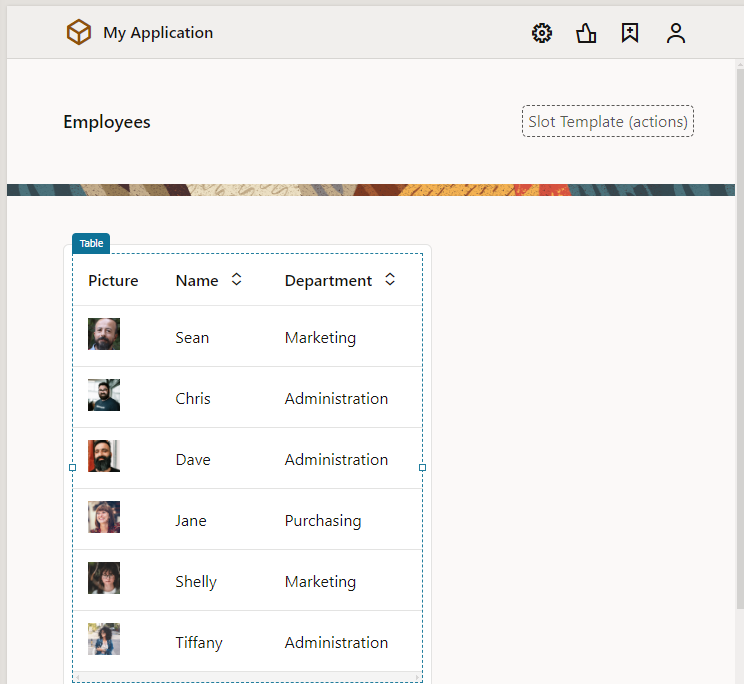 My Application
Employees
Slot Template (actions)
Table
Picture Name Department
Sean Marketing
Chris Administration
Dave Administration
Jane Purchasing
Shelly Marketing
Tiffany Administration